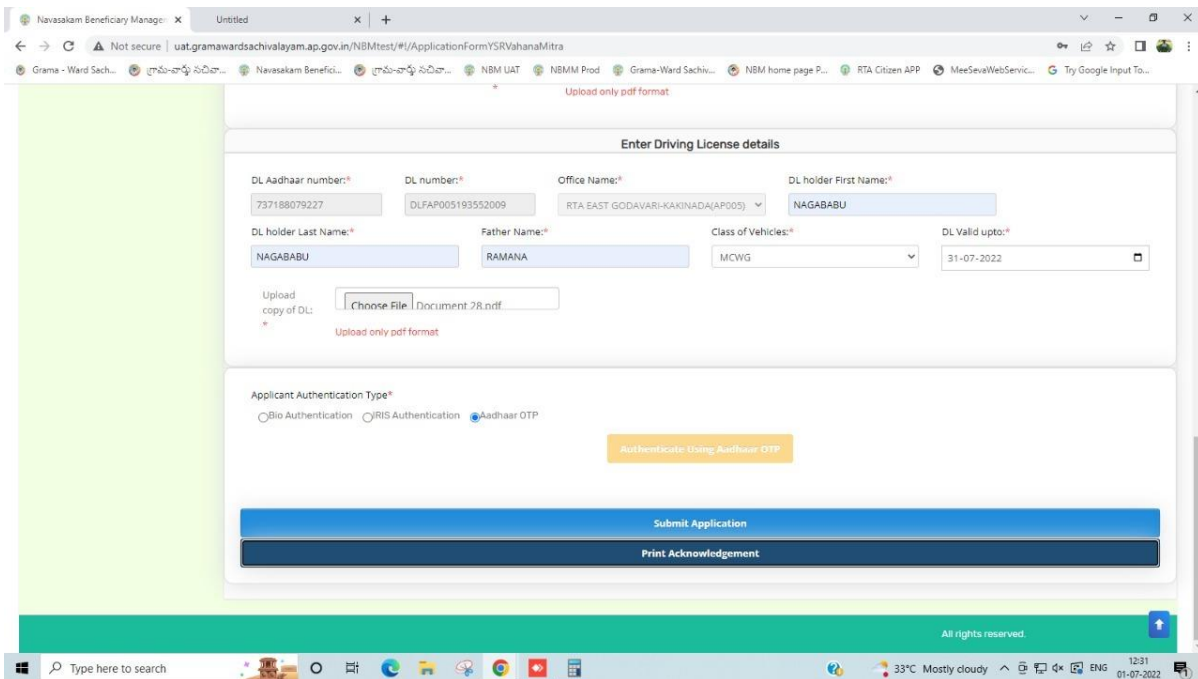 Navasakam Beneficiary Manage
Untitled
Not secure | uat.gramawardsachivalayam.ap.gov.in/NBMtest/#!/ApplicationFormYSRVahanaMitra
Grama - Ward Sach... గ్రామ-వార్డు సచివా... Navasakam Benefici... గ్రామ-వార్డు సచివా... NBM UAT NBMM Prod Grama-Ward Sachiv... NBM home page P... RTA Citizen APP MeeSevaWebServic... Try Google Input To...
* Upload only pdf format
Enter Driving License details
DL Aadhaar number:* DL number:* Office Name:* DL holder First Name:*
737188079227 DLFAP005193552009 RTA EAST GODAVARI-KAKINADA(AP005) NAGABABU
DL holder Last Name:* Father Name:* Class of Vehicles:* DL Valid upto:*
NAGABABU RAMANA MCWG 31-07-2022
Upload
copy of DL:
*
Choose File Document 28.pdf
Upload only pdf format
Applicant Authentication Type*
Bio Authentication IRIS Authentication Aadhaar OTP
Authenticate Using Aadhaar OTP
Submit Application
Print Acknowledgement
All rights reserved.
Type here to search
33°C Mostly cloudy ENG 12:31
01-07-2022